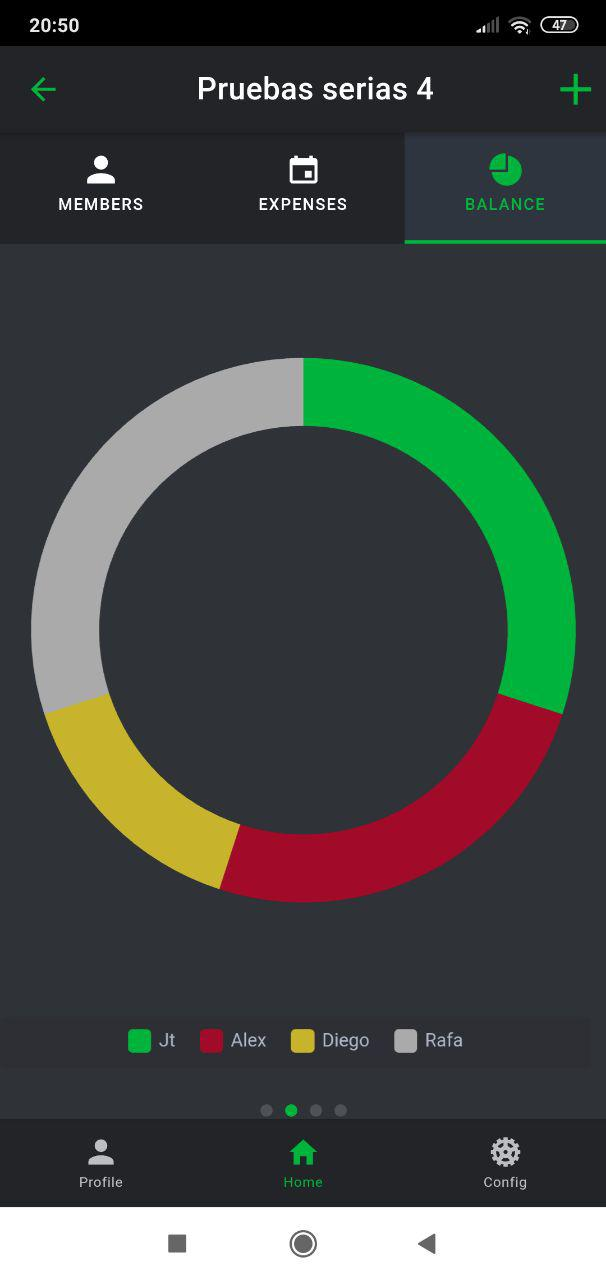 20:50
47
Pruebas serias 4
MEMBERS
EXPENSES
BALANCE
Jt
Alex
Diego
Rafa
Profile
Home
Config